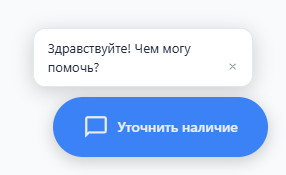 Здравствуйте! Чем могу
помочь?
Уточнить наличие